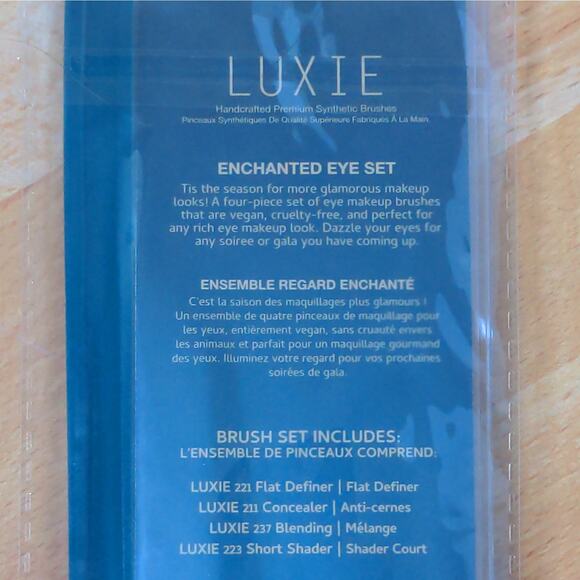 LUXIE
Handcrafted Premium Synthetic Brushes
Pinceaux Synthétiques De Qualité Supérieure Fabriqués À La Main.
ENCHANTED EYE SET
Tis the season for more glamorous makeup
looks! A four-piece set of eye makeup brushes
that are vegan, cruelty-free, and perfect for
any rich eye makeup look. Dazzle your eyes for
any soiree or gala you have coming up.
ENSEMBLE REGARD ENCHANTÉ
C'est la saison des maquillages plus glamours !
Un ensemble de quatre pinceaux de maquillage pour
les yeux, entièrement vegan, sans cruauté envers
les animaux et parfait pour un maquillage gourmand
des yeux. Illuminez votre regard pour vos prochaines
soirées de gala.
BRUSH SET INCLUDES:
L'ENSEMBLE DE PINCEAUX COMPREND:
LUXIE 221 Flat Definer | Flat Definer
LUXIE 211 Concealer | Anti-cernes
LUXIE 237 Blending | Mélange
LUXIE 223 Short Shader | Shader Court